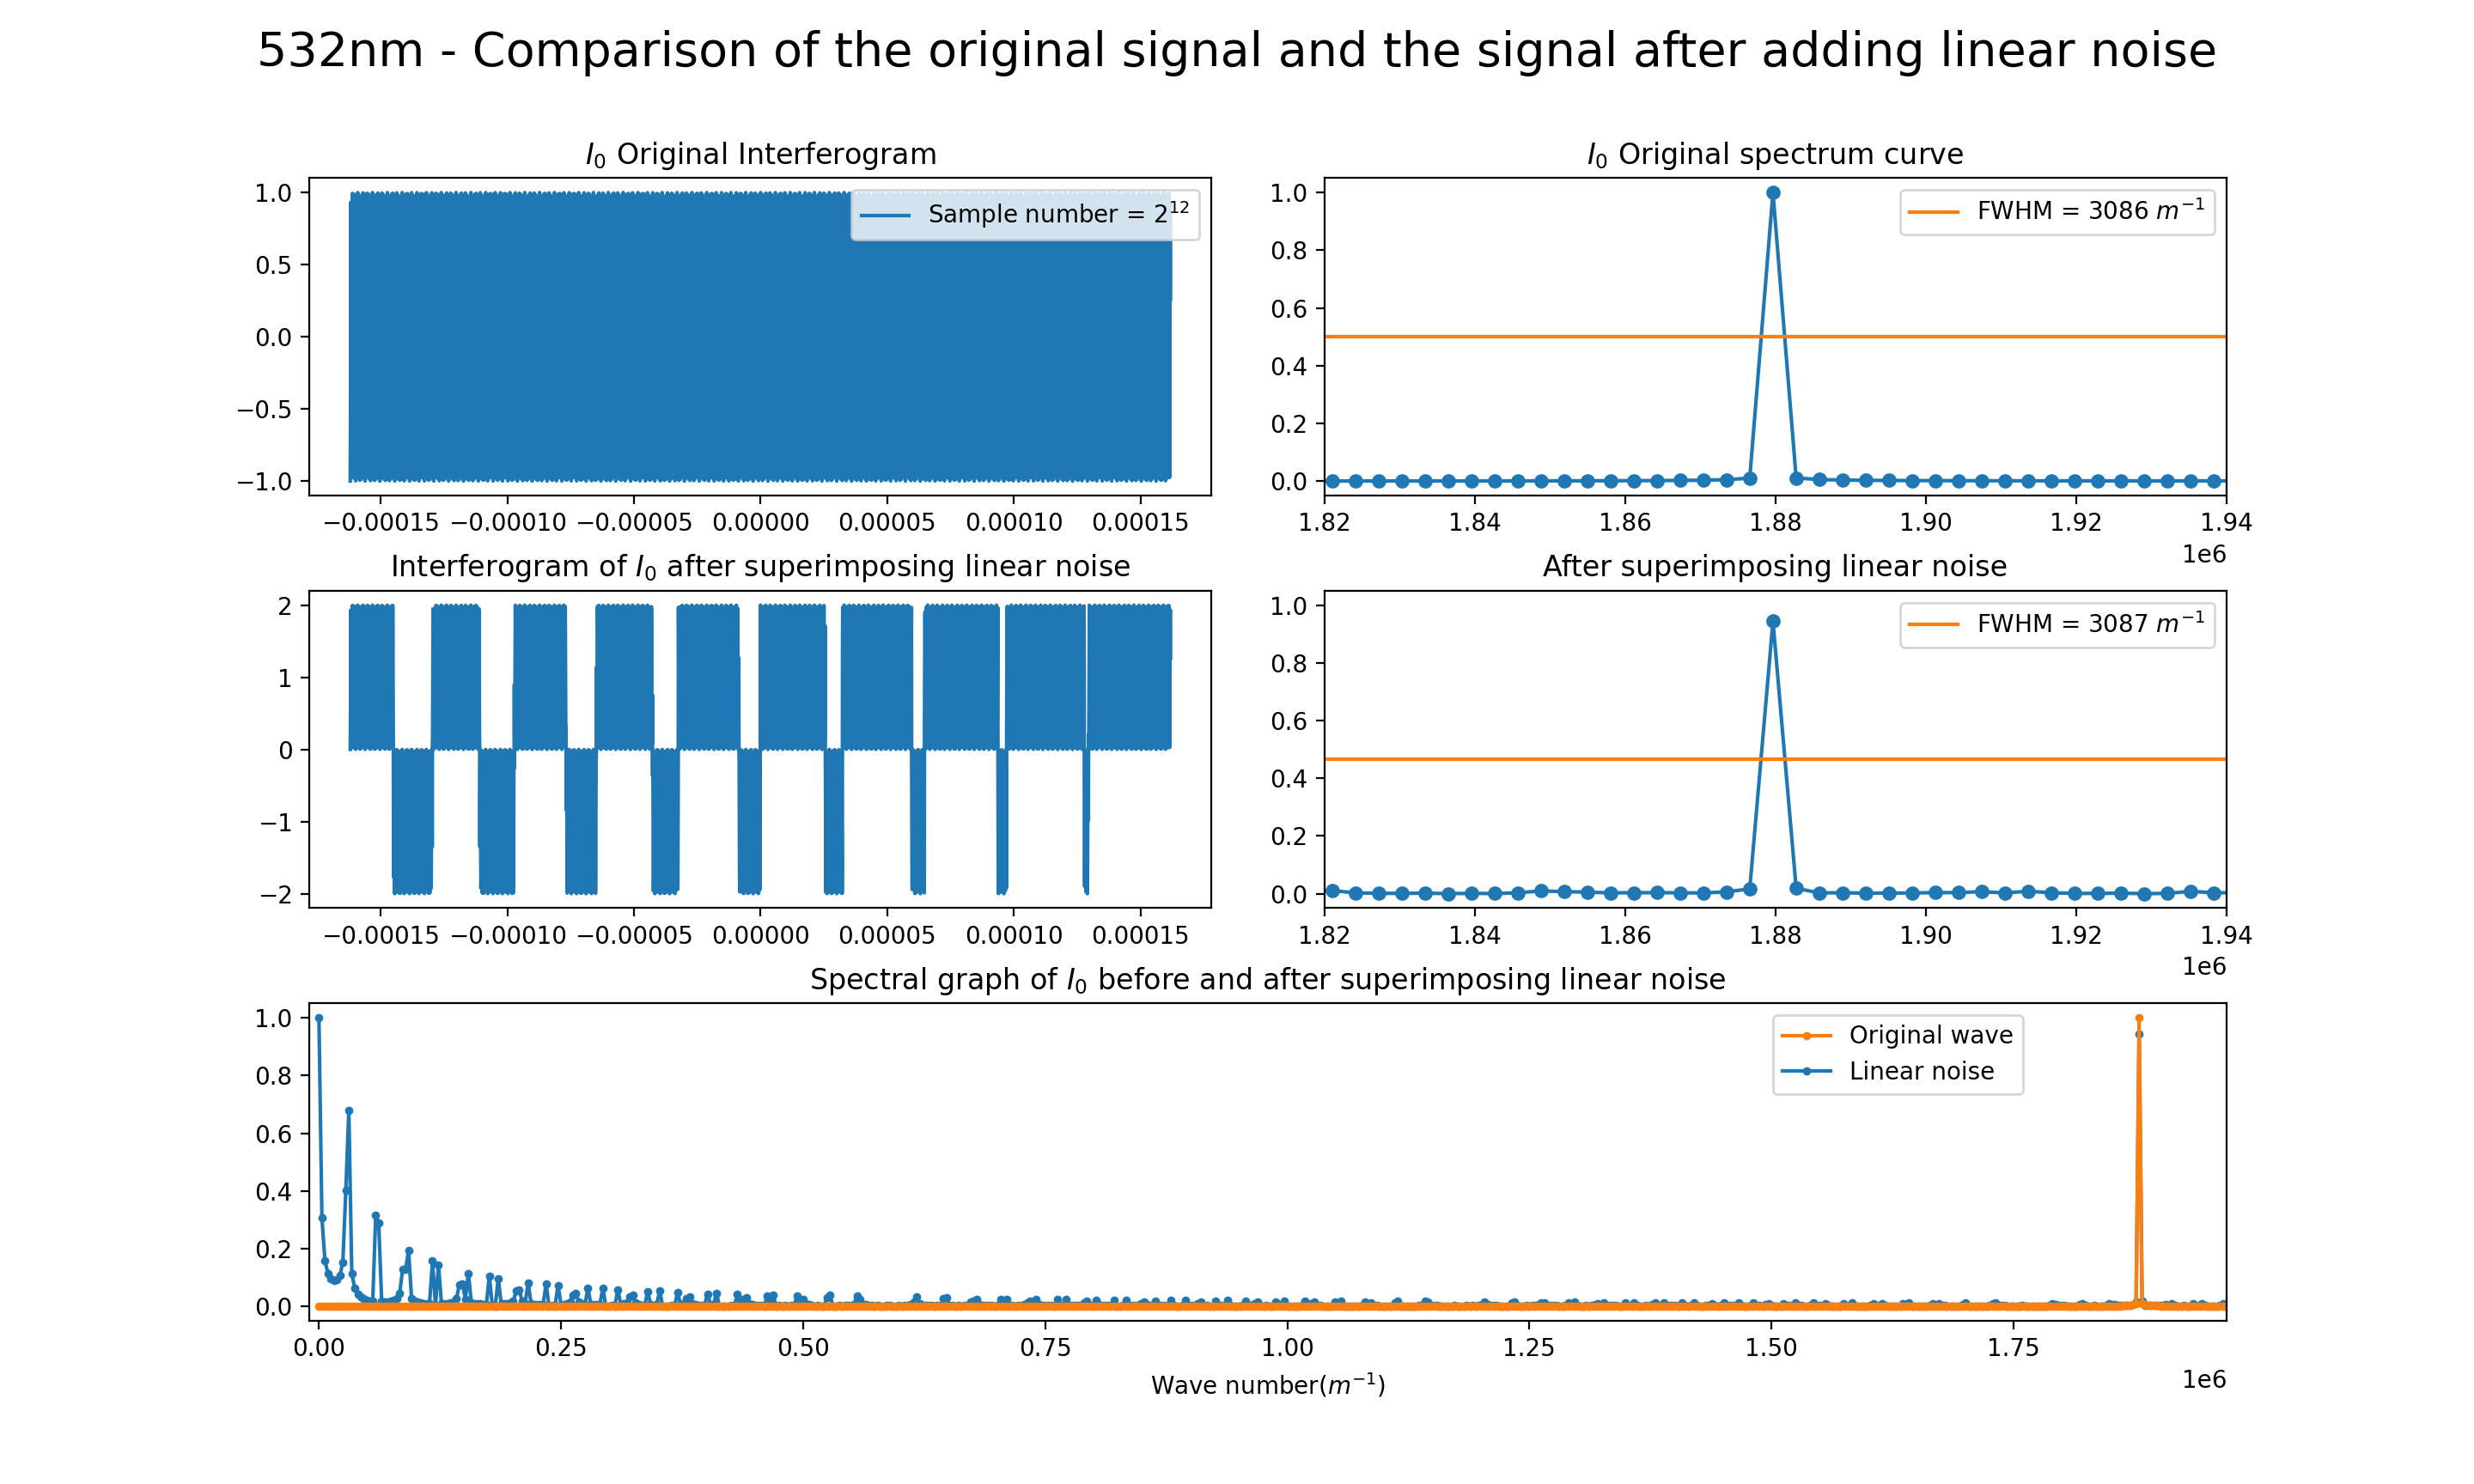 532nm - Comparison of the original signal and the signal after adding linear noise
I₀ Original Interferogram
1.0
0.5
0.0
−0.5
−1.0
Sample number = 2¹²
−0.00015 −0.00010 −0.00005 0.00000 0.00005 0.00010 0.00015
I₀ Original spectrum curve
1.0
0.8
0.6
0.4
0.2
0.0
FWHM = 3086 m⁻¹
1.82 1.84 1.86 1.88 1.90 1.92 1.94
1e6
Interferogram of I₀ after superimposing linear noise
2
1
0
−1
−2
−0.00015 −0.00010 −0.00005 0.00000 0.00005 0.00010 0.00015
After superimposing linear noise
1.0
0.8
0.6
0.4
0.2
0.0
FWHM = 3087 m⁻¹
1.82 1.84 1.86 1.88 1.90 1.92 1.94
1e6
Spectral graph of I₀ before and after superimposing linear noise
1.0
0.8
0.6
0.4
0.2
0.0
Original wave
Linear noise
0.00 0.25 0.50 0.75 1.00 1.25 1.50 1.75
Wave number(m⁻¹)
1e6